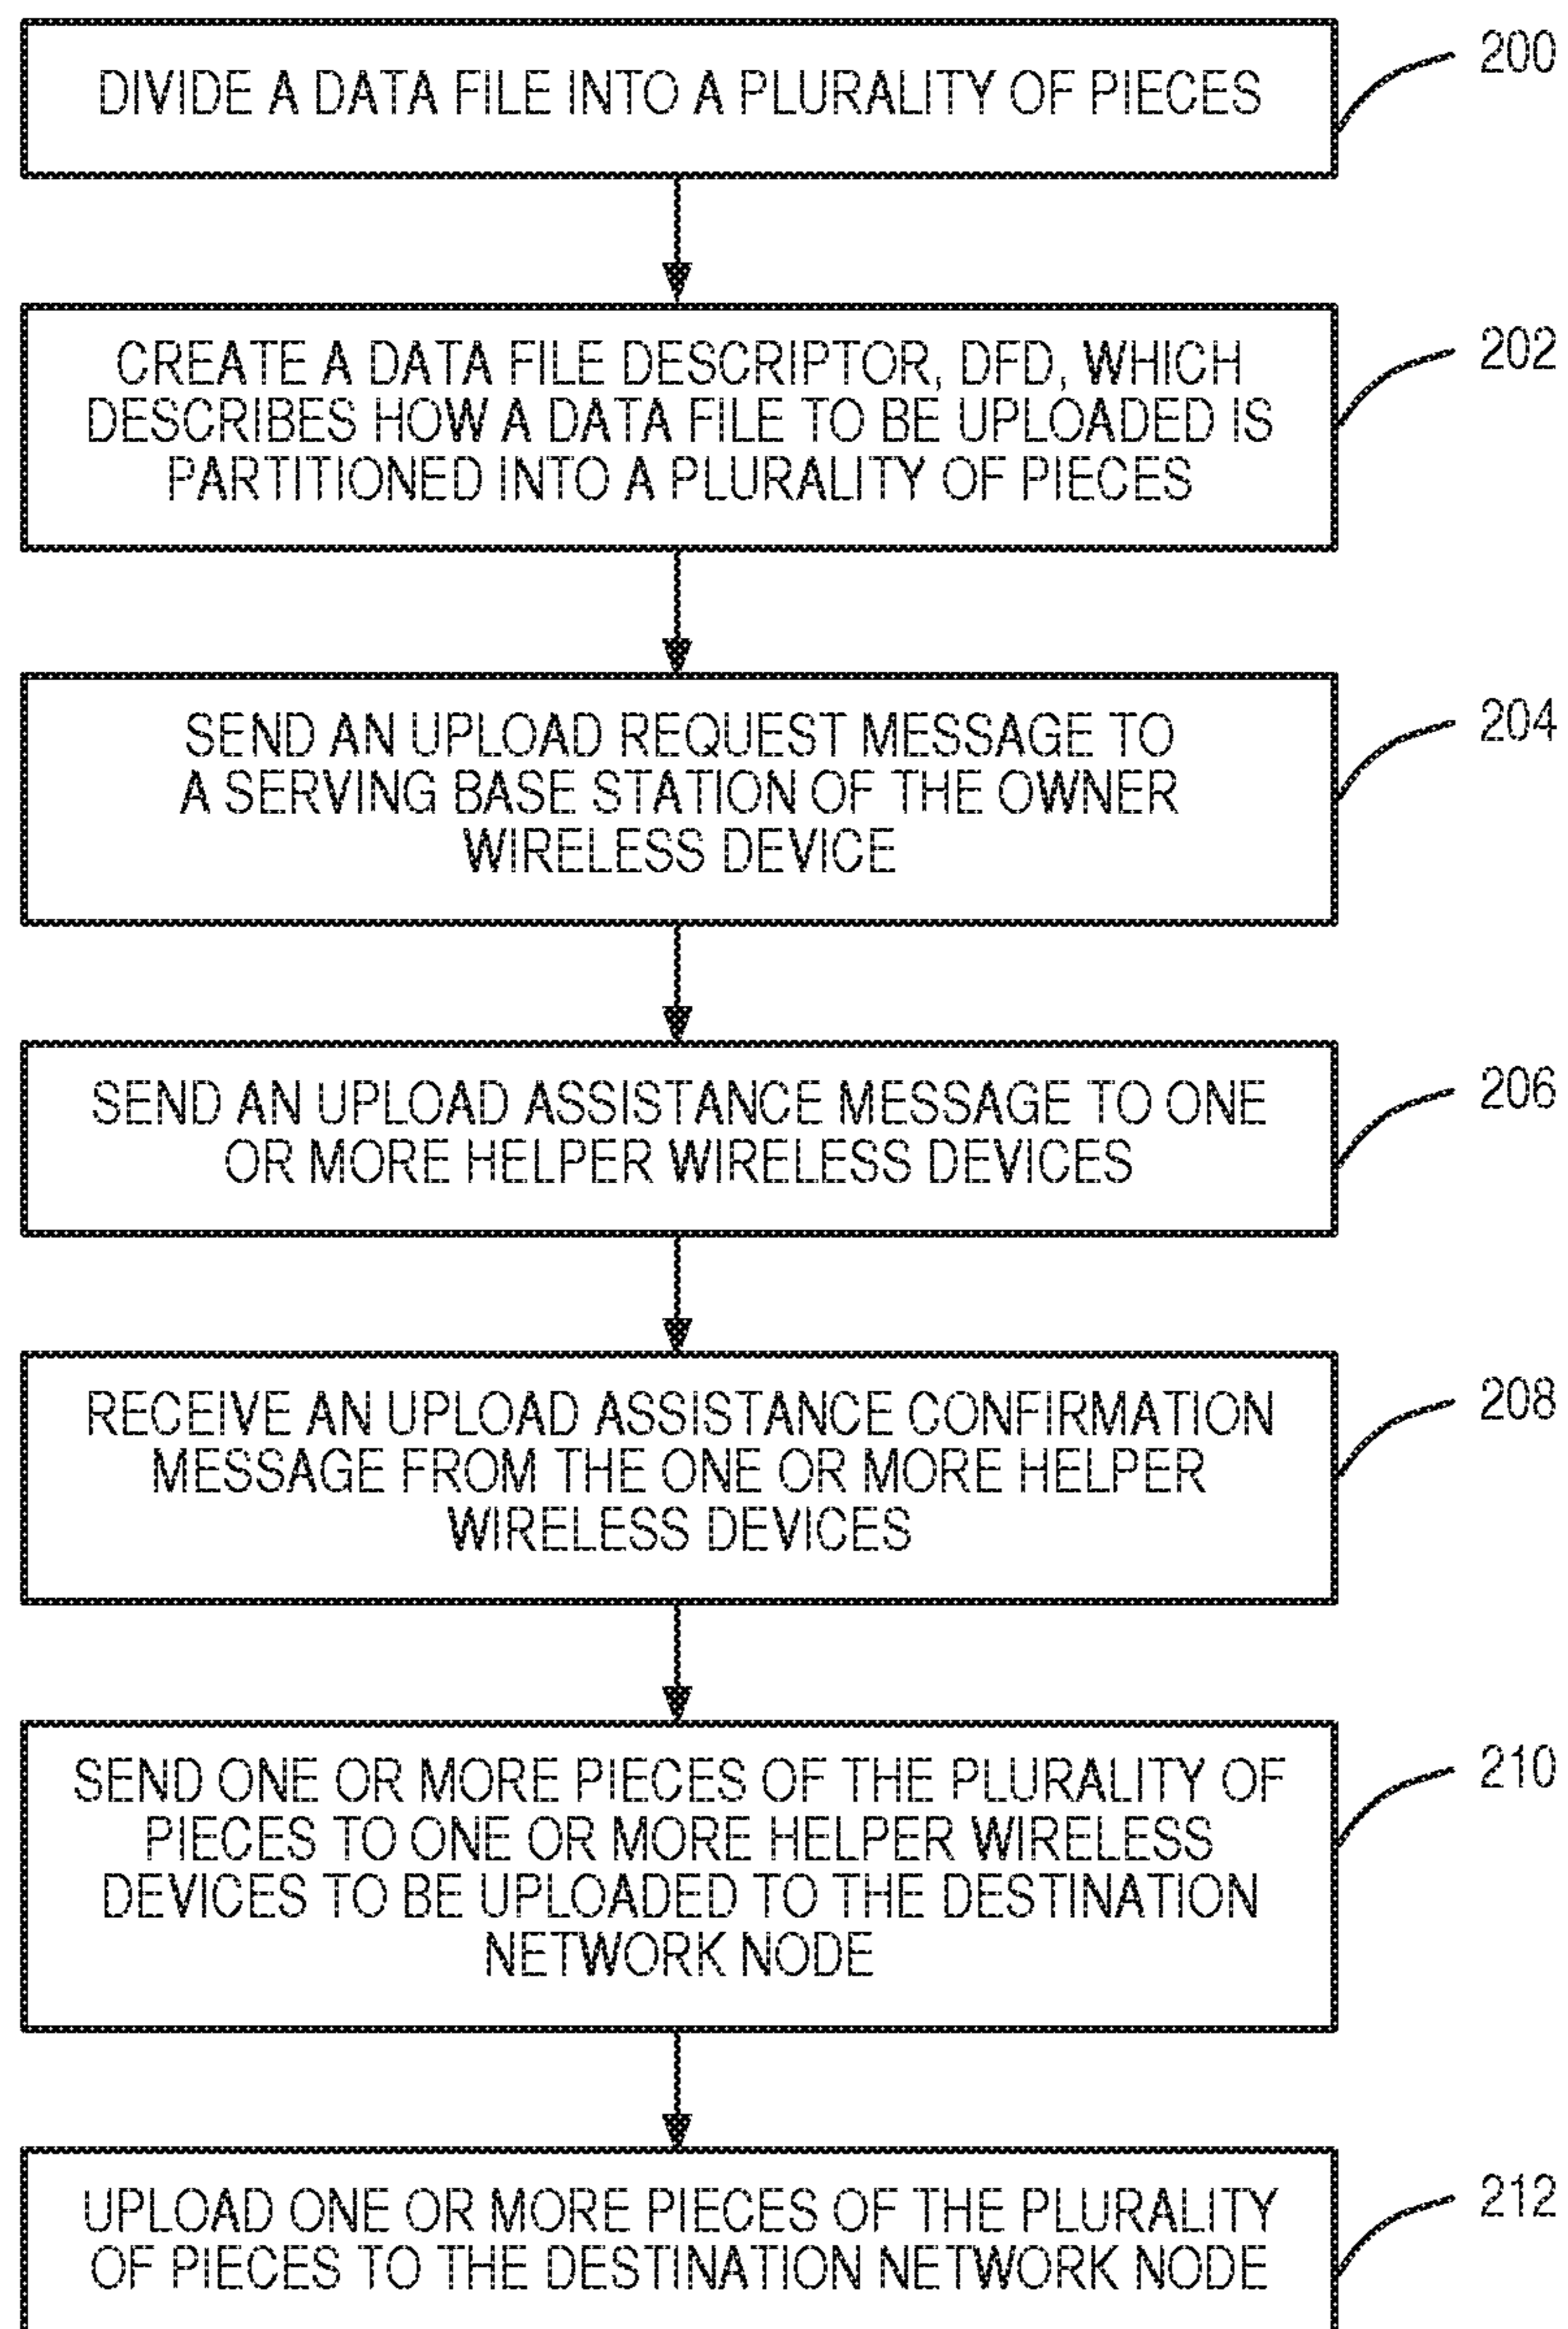 DIVIDE A DATA FILE INTO A PLURALITY OF PIECES
200
CREATE A DATA FILE DESCRIPTOR, DFD, WHICH
DESCRIBES HOW A DATA FILE TO BE UPLOADED IS
PARTITIONED INTO A PLURALITY OF PIECES
202
SEND AN UPLOAD REQUEST MESSAGE TO
A SERVING BASE STATION OF THE OWNER
WIRELESS DEVICE
204
SEND AN UPLOAD ASSISTANCE MESSAGE TO ONE
OR MORE HELPER WIRELESS DEVICES
206
RECEIVE AN UPLOAD ASSISTANCE CONFIRMATION
MESSAGE FROM THE ONE OR MORE HELPER
WIRELESS DEVICES
208
SEND ONE OR MORE PIECES OF THE PLURALITY OF
PIECES TO ONE OR MORE HELPER WIRELESS
DEVICES TO BE UPLOADED TO THE DESTINATION
NETWORK NODE
210
UPLOAD ONE OR MORE PIECES OF THE PLURALITY
OF PIECES TO THE DESTINATION NETWORK NODE
212